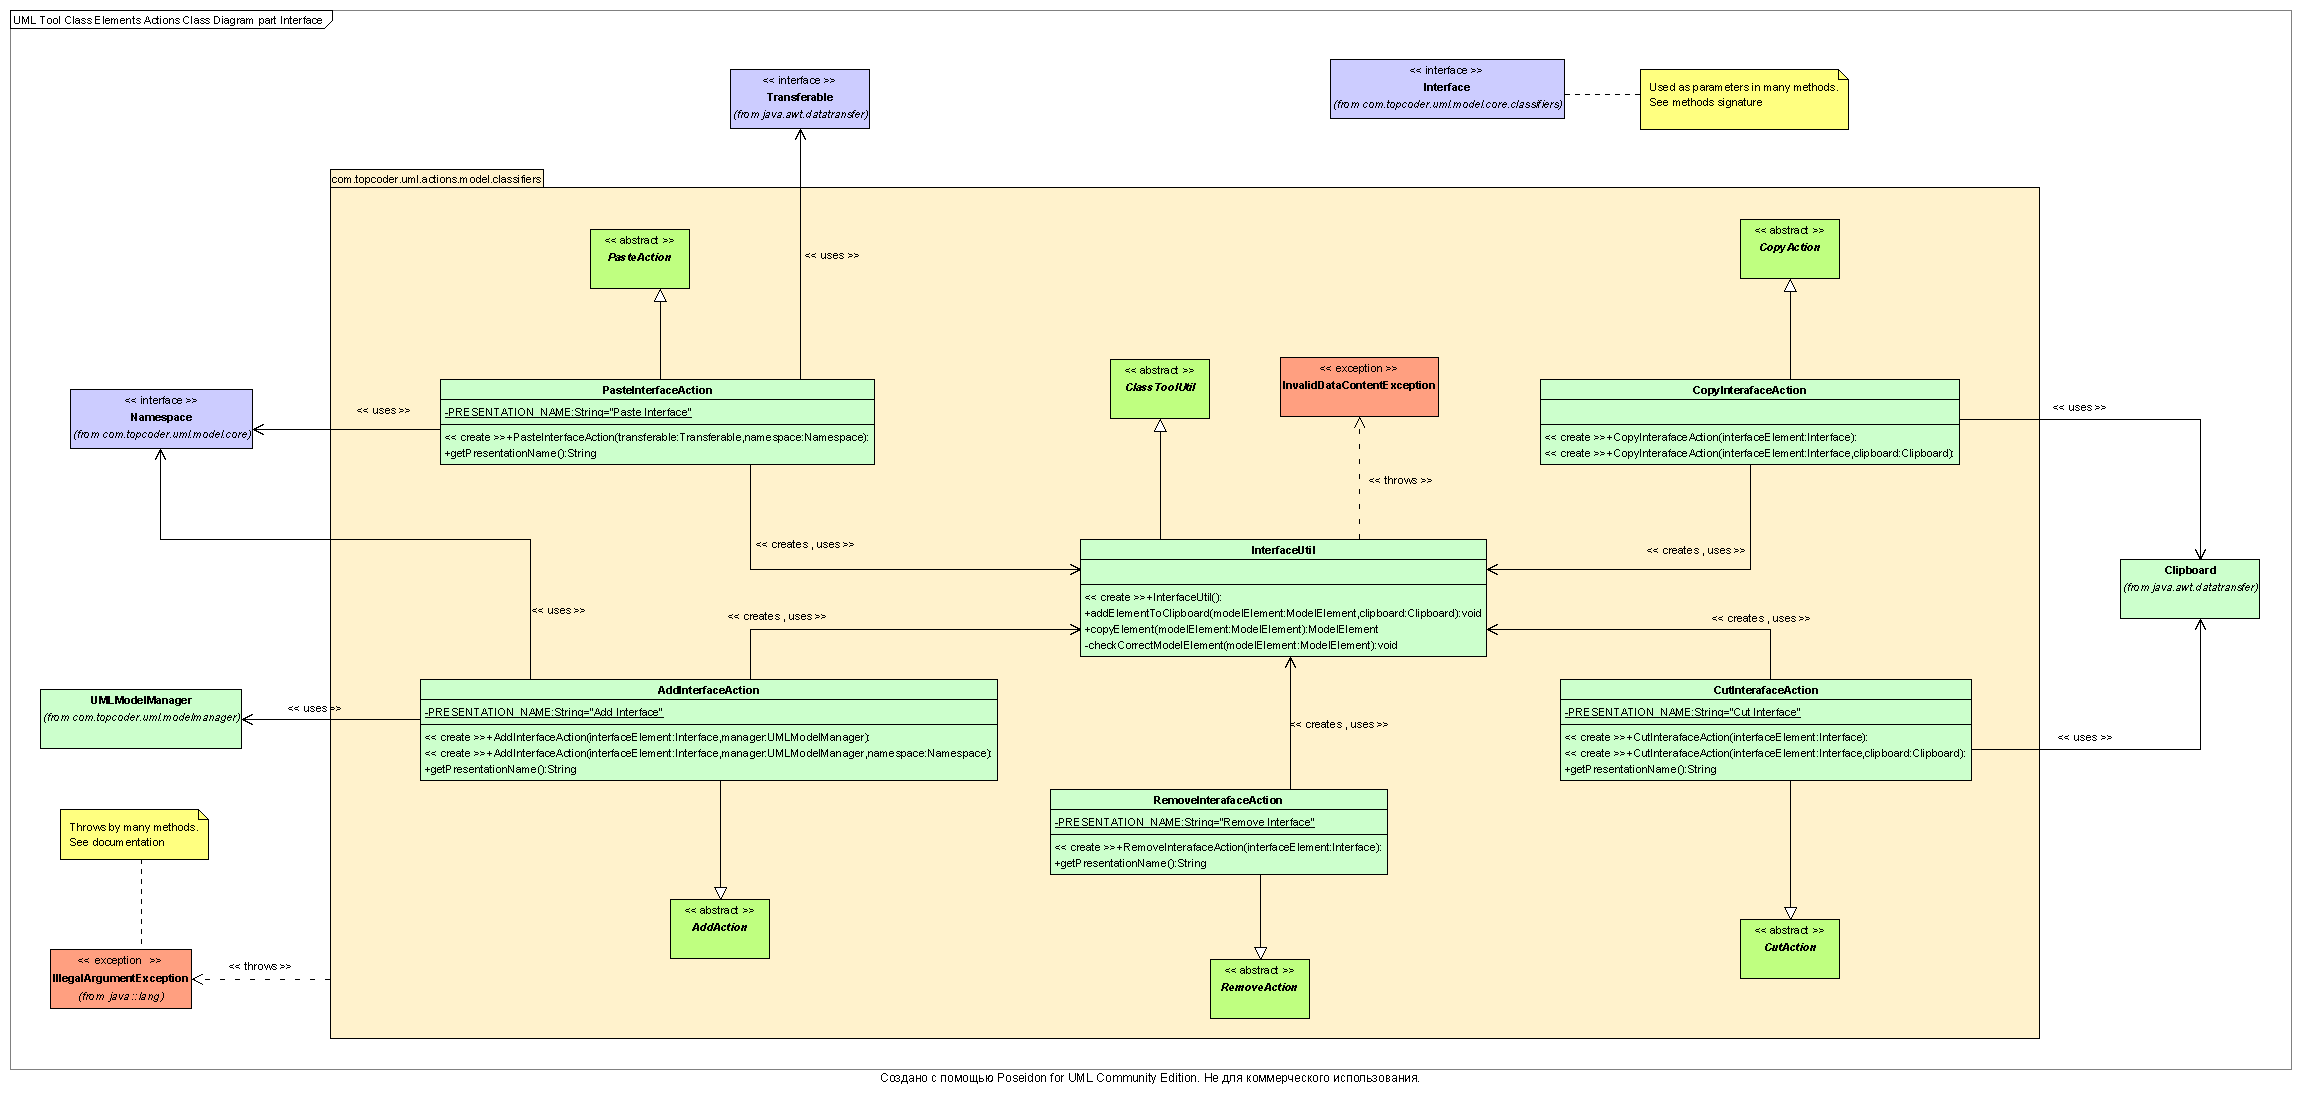 UML Tool Class Elements Actions Class Diagram part Interface
<< interface >>
Transferable
(from java.awt.datatransfer)
<< interface >>
Interface
(from com.topcoder.uml.model.core.classifiers)
Used as parameters in many methods.
See methods signature
com.topcoder.uml.actions.model.classifiers
<< abstract >>
PasteAction
<< uses >>
<< abstract >>
CopyAction
<< interface >>
Namespace
(from com.topcoder.uml.model.core)
<< uses >>
PasteInterfaceAction
-PRESENTATION_NAME:String="Paste Interface"
<< create >>+PasteInterfaceAction(transferable:Transferable,namespace:Namespace):
+getPresentationName():String
<< abstract >>
ClassToolUtil
<< exception >>
InvalidDataContentException
<< throws >>
CopyInterafaceAction
<< create >>+CopyInterafaceAction(interfaceElement:Interface):
<< create >>+CopyInterafaceAction(interfaceElement:Interface,clipboard:Clipboard):
<< uses >>
<< creates , uses >>
<< creates , uses >>
InterfaceUtil
<< create >>+InterfaceUtil():
+addElementToClipboard(modelElement:ModelElement,clipboard:Clipboard):void
+copyElement(modelElement:ModelElement):ModelElement
-checkCorrectModelElement(modelElement:ModelElement):void
Clipboard
(from java.awt.datatransfer)
<< uses >>
<< creates , uses >>
<< creates , uses >>
UMLModelManager
(from com.topcoder.uml.modelmanager)
<< uses >>
AddInterfaceAction
-PRESENTATION_NAME:String="Add Interface"
<< create >>+AddInterfaceAction(interfaceElement:Interface,manager:UMLModelManager):
<< create >>+AddInterfaceAction(interfaceElement:Interface,manager:UMLModelManager,namespace:Namespace):
+getPresentationName():String
<< creates , uses >>
CutInterafaceAction
-PRESENTATION_NAME:String="Cut Interface"
<< create >>+CutInterafaceAction(interfaceElement:Interface):
<< create >>+CutInterafaceAction(interfaceElement:Interface,clipboard:Clipboard):
+getPresentationName():String
<< uses >>
RemoveInterafaceAction
-PRESENTATION_NAME:String="Remove Interface"
<< create >>+RemoveInterafaceAction(interfaceElement:Interface):
+getPresentationName():String
Throws by many methods.
See documentation
<< abstract >>
AddAction
<< exception >>
IllegalArgumentException
(from java::lang)
<< throws >>
<< abstract >>
RemoveAction
<< abstract >>
CutAction
Создано с помощью Poseidon for UML Community Edition. Не для коммерческого использования.